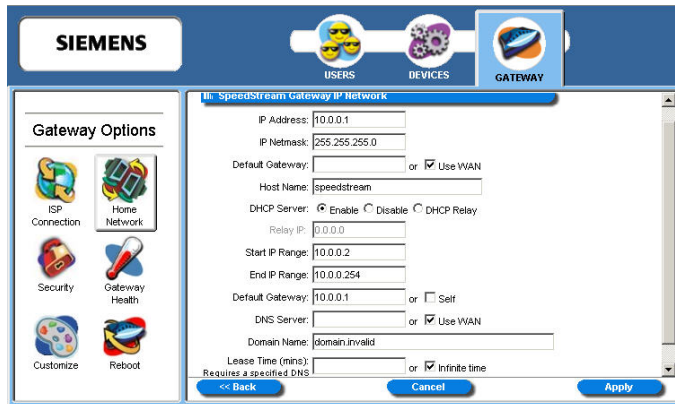 SIEMENS
USERS
DEVICES
GATEWAY
Gateway Options
ISP Connection
Home Network
Security
Gateway Health
Customize
Reboot
SpeedStream Gateway IP Network
IP Address: 10.0.0.1
IP Netmask: 255.255.255.0
Default Gateway: or Use WAN
Host Name: speedstream
DHCP Server: Enable Disable DHCP Relay
Relay IP: 0.0.0.0
Start IP Range: 10.0.0.2
End IP Range: 10.0.0.254
Default Gateway: 10.0.0.1 or Self
DNS Server: or Use WAN
Domain Name: domain.invalid
Lease Time (mins): or Infinite time
Requires a specified DNS
<< Back
Cancel
Apply